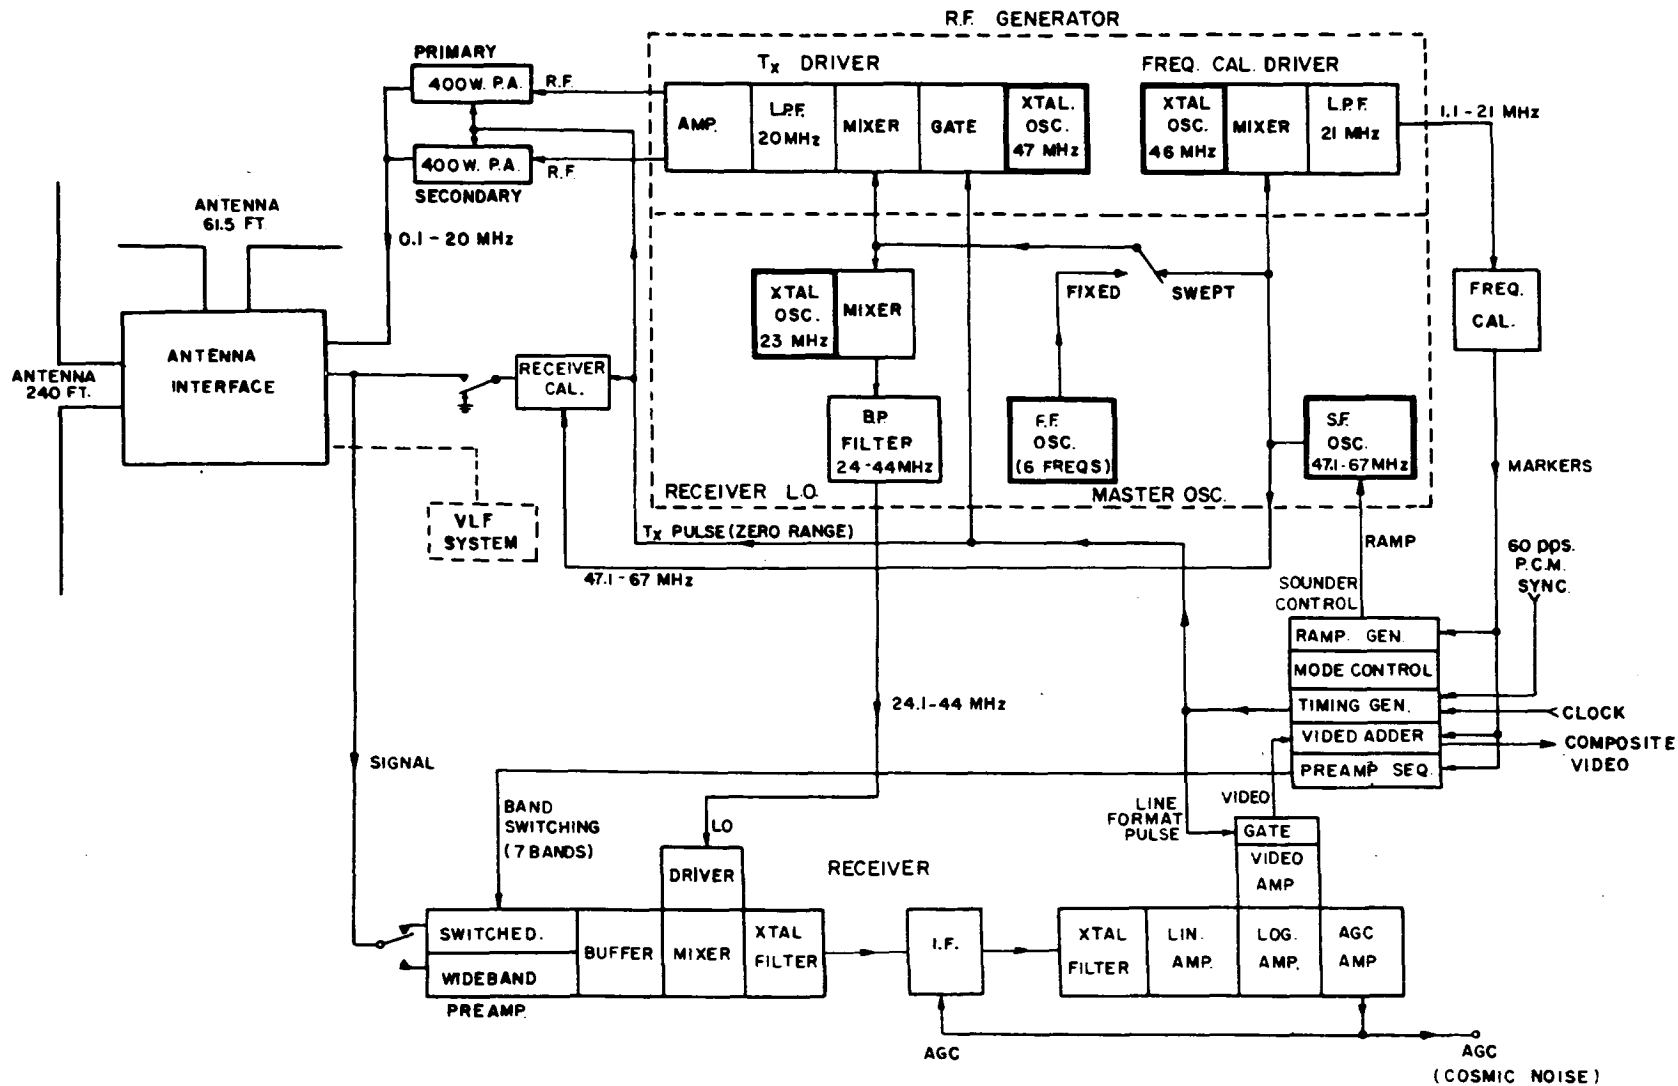 R.F. GENERATOR
PRIMARY
400W. P.A.
R.F.
400W. P.A.
R.F.
SECONDARY
Tx DRIVER
AMP.
L.P.F.
20MHz
MIXER
GATE
XTAL.
OSC.
47 MHz
FREQ. CAL. DRIVER
XTAL
OSC.
46 MHz
MIXER
L.P.F.
21 MHz
1.1-21 MHz
ANTENNA
61.5 FT.
0.1-20 MHz
ANTENNA
240 FT.
ANTENNA
INTERFACE
VLF
SYSTEM
RECEIVER
CAL.
XTAL
OSC.
23 MHz
MIXER
FIXED
SWEPT
FREQ.
CAL.
B.P.
FILTER
24-44MHz
F.F.
OSC.
(6 FREQS)
S.F.
OSC.
47.1-67MHz
RECEIVER L.O.
MASTER OSC.
MARKERS
Tx PULSE (ZERO RANGE)
47.1-67 MHz
RAMP
60 pps.
P.C.M.
SYNC.
SOUNDER
CONTROL
RAMP. GEN.
MODE CONTROL
TIMING GEN.
VIDEO ADDER
PREAMP SEQ.
CLOCK
COMPOSITE
VIDEO
24.1-44 MHz
SIGNAL
BAND
SWITCHING
(7 BANDS)
LO
VIDEO
LINE
FORMAT
PULSE
GATE
VIDEO
AMP
RECEIVER
DRIVER
SWITCHED.
WIDEBAND
PREAMP.
BUFFER
MIXER
XTAL
FILTER
I.F.
XTAL
FILTER
LIN.
AMP.
LOG.
AMP.
AGC
AMP
AGC
AGC
(COSMIC NOISE)